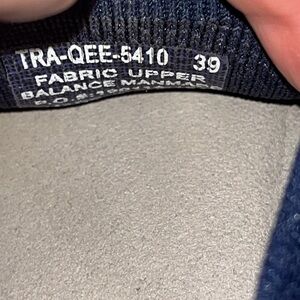 TRA-QEE-5410 39
FABRIC UPPER
BALANCE MANMADE